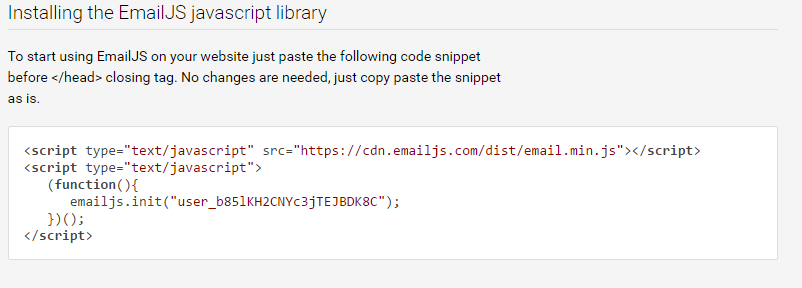 Installing the EmailJS javascript library
To start using EmailJS on your website just paste the following code snippet
before </head> closing tag. No changes are needed, just copy paste the snippet
as is.
<script type="text/javascript" src="https://cdn.emailjs.com/dist/email.min.js"></script>
<script type="text/javascript">
(function(){
emailjs.init("user_b85lKH2CNYc3jTEJBDK8C");
})();
</script>